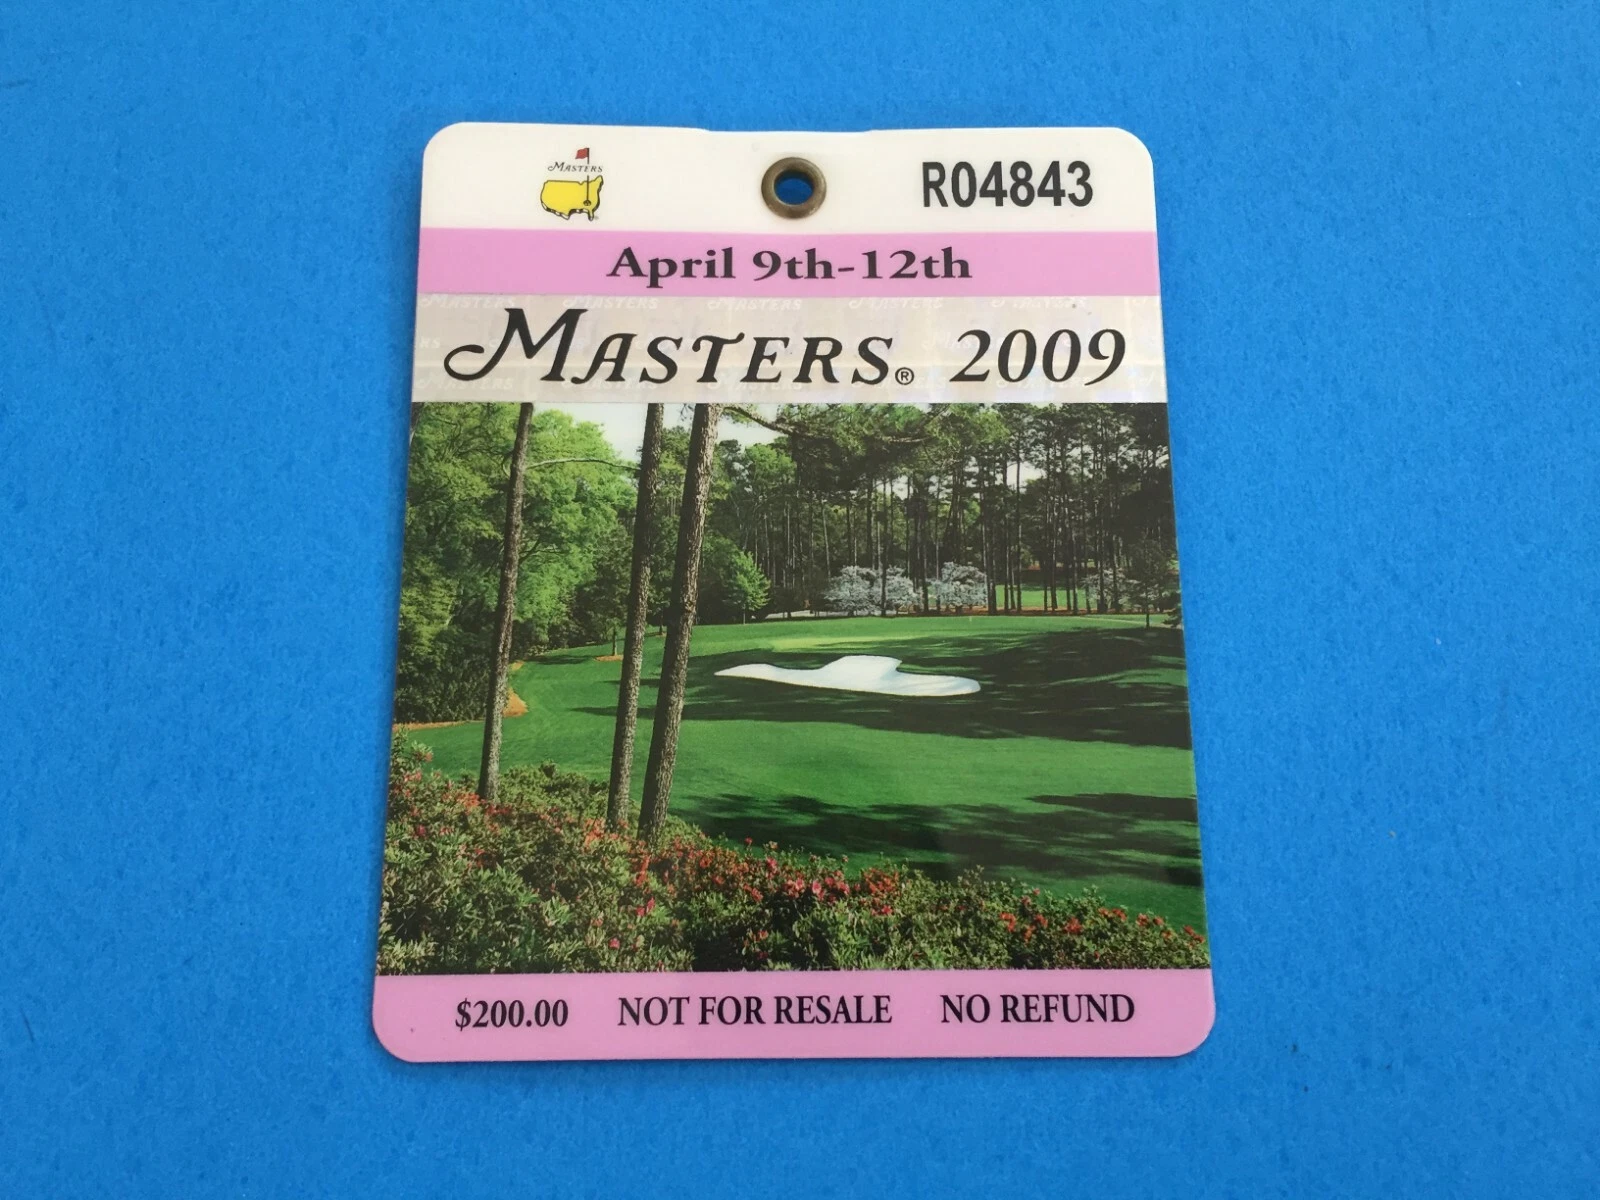 MASTERS
R04843
April 9th-12th
MASTERS® 2009
$200.00 NOT FOR RESALE NO REFUND